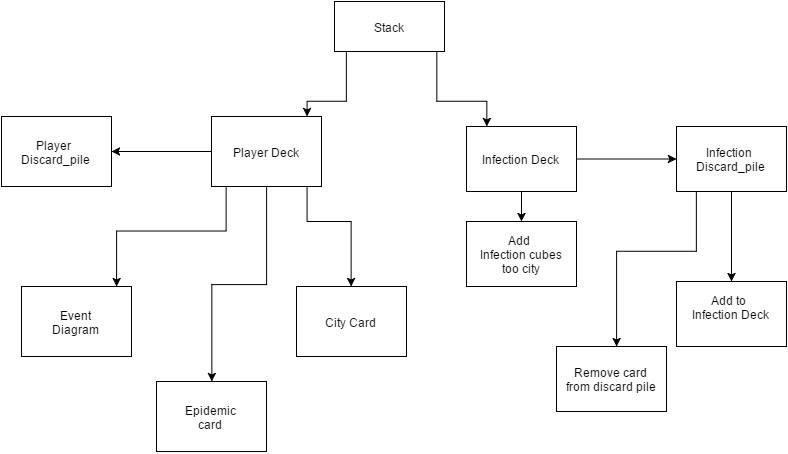 Stack
Player
Discard_pile
Player Deck
Infection Deck
Infection
Discard_pile
Add
Infection cubes
too city
Event
Diagram
City Card
Add to
Infection Deck
Remove card
from discard pile
Epidemic
card